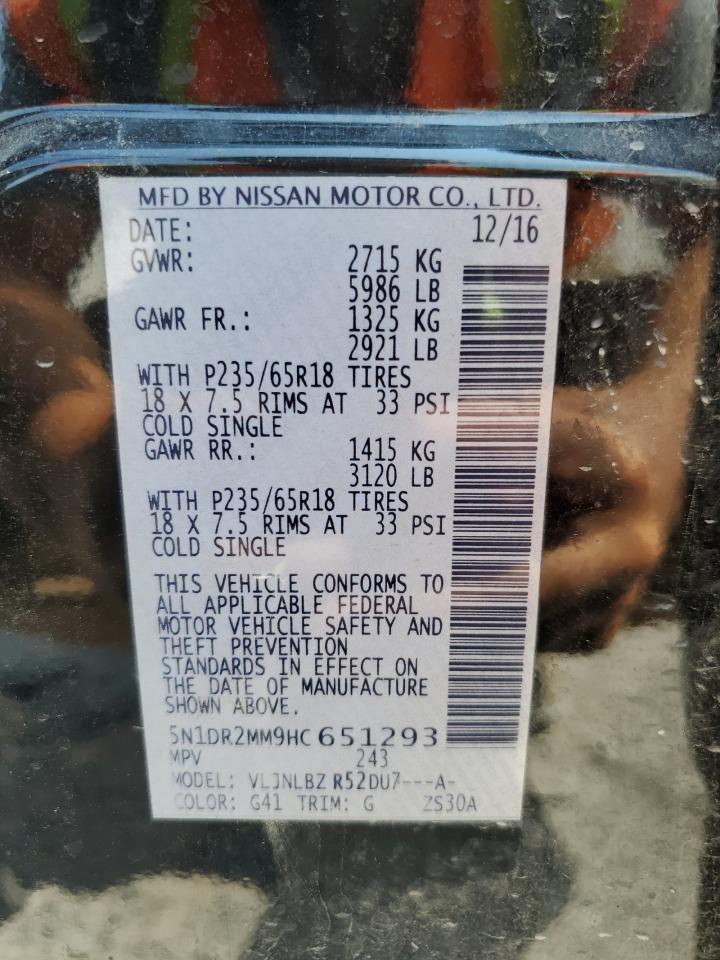 MFD BY NISSAN MOTOR CO., LTD.
DATE: 12/16
GVWR: 2715 KG
5986 LB
GAWR FR.: 1325 KG
2921 LB
WITH P235/65R18 TIRES
18 X 7.5 RIMS AT 33 PSI
COLD SINGLE
GAWR RR.: 1415 KG
3120 LB
WITH P235/65R18 TIRES
18 X 7.5 RIMS AT 33 PSI
COLD SINGLE
THIS VEHICLE CONFORMS TO
ALL APPLICABLE FEDERAL
MOTOR VEHICLE SAFETY AND
THEFT PREVENTION
STANDARDS IN EFFECT ON
THE DATE OF MANUFACTURE
SHOWN ABOVE.
5N1DR2MM9HC651293
MPV 243
MODEL: R52DU7---A-
COLOR: G41 TRIM: G ZS30A